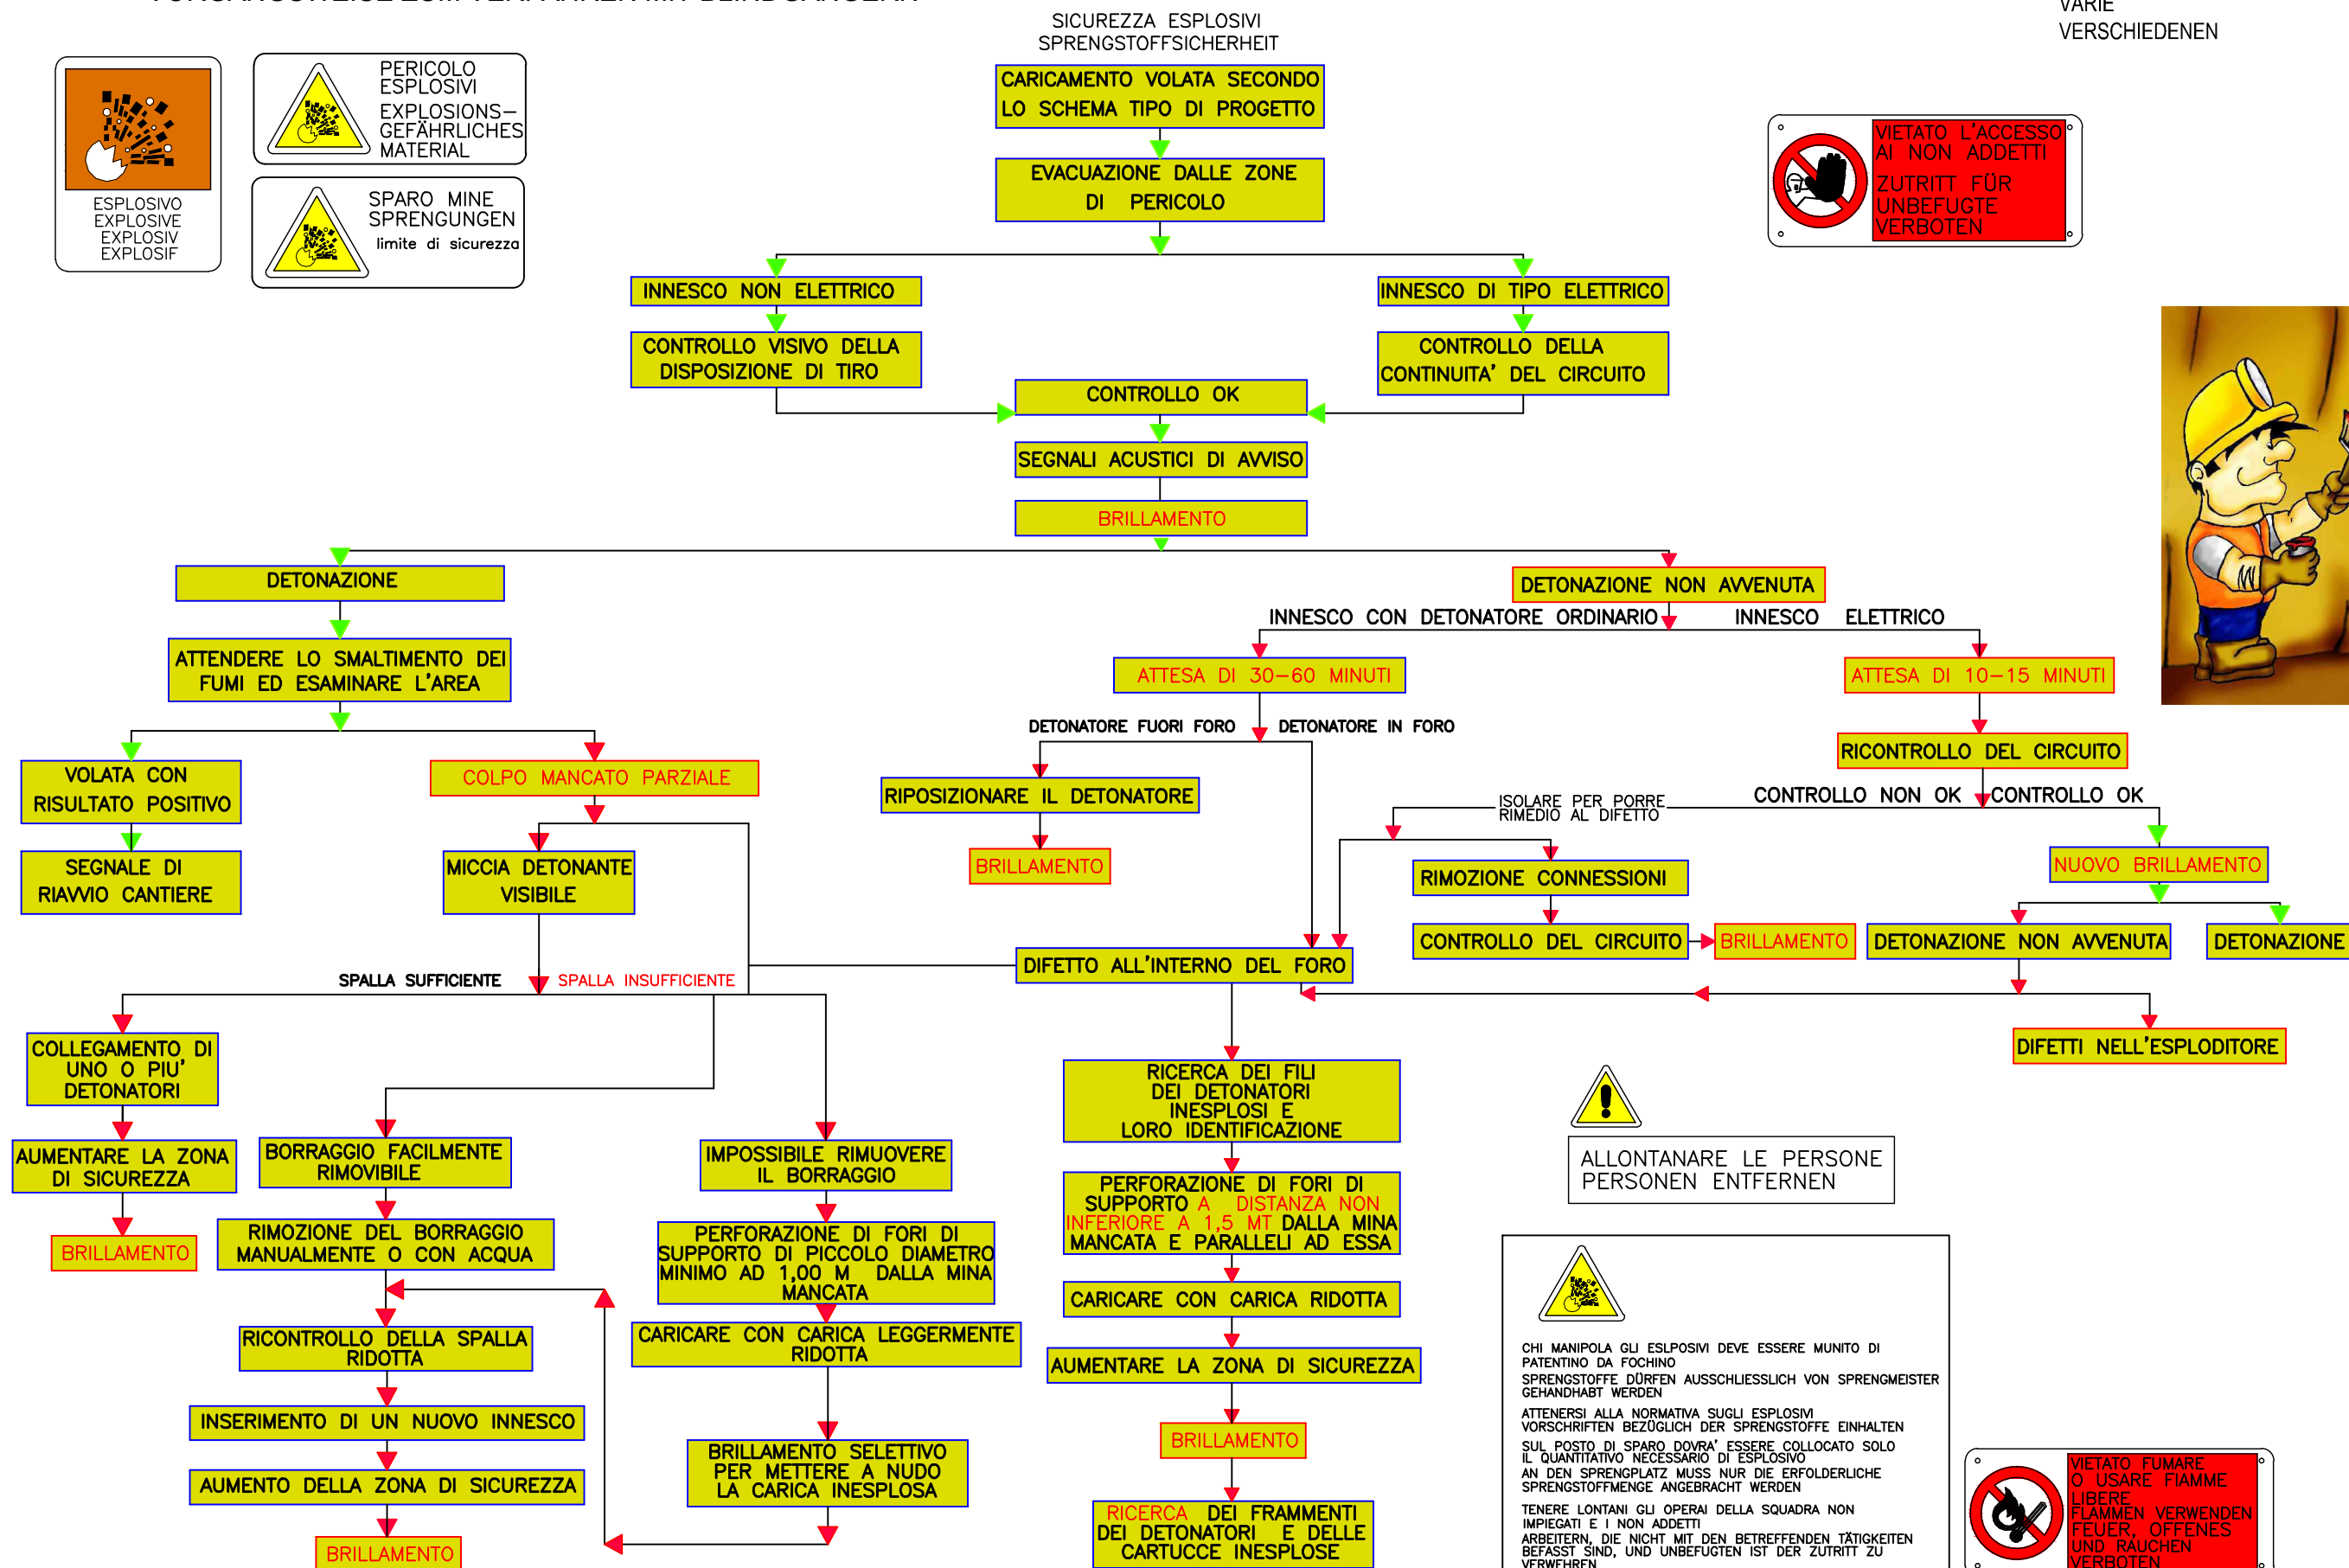 SICUREZZA ESPLOSIVI
SPRENGSTOFFSICHERHEIT
VARIE
VERSCHIEDENEN
ESPLOSIVO
EXPLOSIVE
EXPLOSIV
EXPLOSIF
PERICOLO
ESPLOSIVI
EXPLOSIONS-
GEFÄHRLICHES
MATERIAL
SPARO MINE
SPRENGUNGEN
limite di sicurezza
CARICAMENTO VOLATA SECONDO
LO SCHEMA TIPO DI PROGETTO
VIETATO L'ACCESSO
AI NON ADDETTI
ZUTRITT FÜR
UNBEFUGTE
VERBOTEN
EVACUAZIONE DALLE ZONE
DI PERICOLO
INNESCO NON ELETTRICO
INNESCO DI TIPO ELETTRICO
CONTROLLO VISIVO DELLA
DISPOSIZIONE DI TIRO
CONTROLLO DELLA
CONTINUITA' DEL CIRCUITO
CONTROLLO OK
SEGNALI ACUSTICI DI AVVISO
BRILLAMENTO
DETONAZIONE
DETONAZIONE NON AVVENUTA
INNESCO CON DETONATORE ORDINARIO
INNESCO ELETTRICO
ATTENDERE LO SMALTIMENTO DEI
FUMI ED ESAMINARE L'AREA
ATTESA DI 30-60 MINUTI
ATTESA DI 10-15 MINUTI
DETONATORE FUORI FORO
DETONATORE IN FORO
RICONTROLLO DEL CIRCUITO
VOLATA CON
RISULTATO POSITIVO
COLPO MANCATO PARZIALE
RIPOSIZIONARE IL DETONATORE
ISOLARE PER PORRE
RIMEDIO AL DIFETTO
CONTROLLO NON OK
CONTROLLO OK
SEGNALE DI
RIAVVIO CANTIERE
MICCIA DETONANTE
VISIBILE
BRILLAMENTO
RIMOZIONE CONNESSIONI
NUOVO BRILLAMENTO
CONTROLLO DEL CIRCUITO
BRILLAMENTO
DETONAZIONE NON AVVENUTA
DETONAZIONE
DIFETTO ALL'INTERNO DEL FORO
SPALLA SUFFICIENTE
SPALLA INSUFFICIENTE
DIFETTI NELL'ESPLODITORE
COLLEGAMENTO DI
UNO O PIU'
DETONATORI
RICERCA DEI FILI
DEI DETONATORI
INESPLOSI E
LORO IDENTIFICAZIONE
AUMENTARE LA ZONA
DI SICUREZZA
BORRAGGIO FACILMENTE
RIMOVIBILE
IMPOSSIBILE RIMUOVERE
IL BORRAGGIO
ALLONTANARE LE PERSONE
PERSONEN ENTFERNEN
PERFORAZIONE DI FORI DI
SUPPORTO A DISTANZA NON
INFERIORE A 1,5 MT DALLA MINA
MANCATA E PARALLELI AD ESSA
BRILLAMENTO
RIMOZIONE DEL BORRAGGIO
MANUALMENTE O CON ACQUA
PERFORAZIONE DI FORI DI
SUPPORTO DI PICCOLO DIAMETRO
MINIMO AD 1,00 M DALLA MINA
MANCATA
CARICARE CON CARICA RIDOTTA
RICONTROLLO DELLA SPALLA
RIDOTTA
CARICARE CON CARICA LEGGERMENTE
RIDOTTA
AUMENTARE LA ZONA DI SICUREZZA
INSERIMENTO DI UN NUOVO INNESCO
BRILLAMENTO
BRILLAMENTO SELETTIVO
PER METTERE A NUDO
LA CARICA INESPLOSA
AUMENTO DELLA ZONA DI SICUREZZA
BRILLAMENTO
RICERCA DEI FRAMMENTI
DEI DETONATORI E DELLE
CARTUCCE INESPLOSE
CHI MANIPOLA GLI ESLPOSIVI DEVE ESSERE MUNITO DI
PATENTINO DA FOCHINO
SPRENGSTOFFE DÜRFEN AUSSCHLIESSLICH VON SPRENGMEISTER
GEHANDHABT WERDEN
ATTENERSI ALLA NORMATIVA SUGLI ESPLOSIVI
VORSCHRIFTEN BEZÜGLICH DER SPRENGSTOFFE EINHALTEN
SUL POSTO DI SPARO DOVRA' ESSERE COLLOCATO SOLO
IL QUANTITATIVO NECESSARIO DI ESPLOSIVO
AN DEN SPRENGPLATZ MUSS NUR DIE ERFOLDERLICHE
SPRENGSTOFFMENGE ANGEBRACHT WERDEN
TENERE LONTANI GLI OPERAI DELLA SQUADRA NON
IMPIEGATI E I NON ADDETTI
ARBEITERN, DIE NICHT MIT DEN BETREFFENDEN TÄTIGKEITEN
BEFASST SIND, UND UNBEFUGTEN IST DER ZUTRITT ZU
VERWEHREN
VIETATO FUMARE
O USARE FIAMME
LIBERE
FLAMMEN VERWENDEN
FEUER, OFFENES
UND RAUCHEN
VERBOTEN